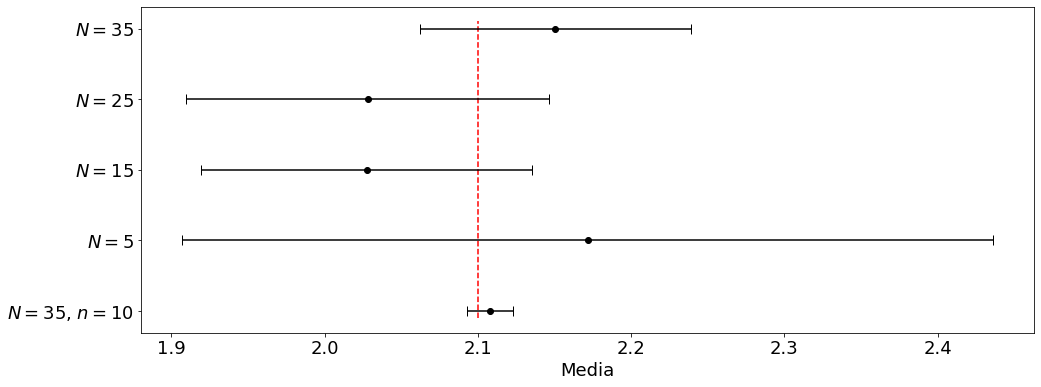 N = 35
N = 25
N = 15
N = 5
N = 35, n = 10
1.9 2.0 2.1 2.2 2.3 2.4
Media